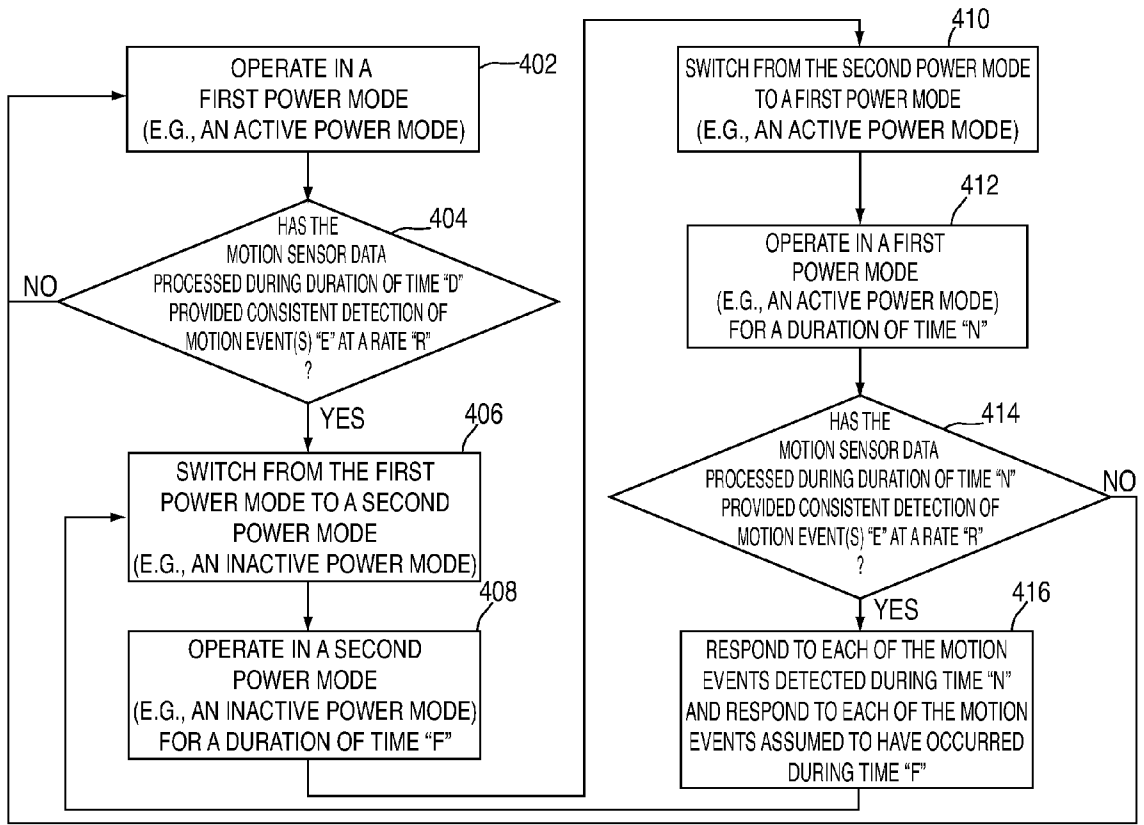 402
OPERATE IN A
FIRST POWER MODE
(E.G., AN ACTIVE POWER MODE)
404
HAS THE
MOTION SENSOR DATA
PROCESSED DURING DURATION OF TIME “D”
PROVIDED CONSISTENT DETECTION OF
MOTION EVENT(S) “E” AT A RATE “R”
?
NO
YES
406
SWITCH FROM THE FIRST
POWER MODE TO A SECOND
POWER MODE
(E.G., AN INACTIVE POWER MODE)
408
OPERATE IN A SECOND
POWER MODE
(E.G., AN INACTIVE POWER MODE)
FOR A DURATION OF TIME “F”
410
SWITCH FROM THE SECOND POWER MODE
TO A FIRST POWER MODE
(E.G., AN ACTIVE POWER MODE)
412
OPERATE IN A FIRST
POWER MODE
(E.G., AN ACTIVE POWER MODE)
FOR A DURATION OF TIME “N”
414
HAS THE
MOTION SENSOR DATA
PROCESSED DURING DURATION OF TIME “N”
PROVIDED CONSISTENT DETECTION OF
MOTION EVENT(S) “E” AT A RATE “R”
?
NO
YES
416
RESPOND TO EACH OF THE MOTION
EVENTS DETECTED DURING TIME “N”
AND RESPOND TO EACH OF THE MOTION
EVENTS ASSUMED TO HAVE OCCURRED
DURING TIME “F”